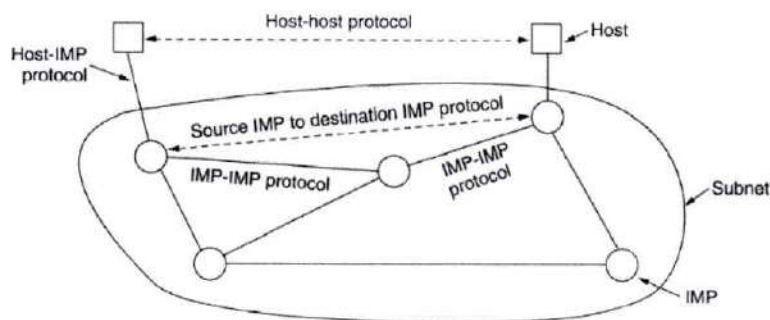 Host-host protocol
Host
Host-IMP
protocol
Source IMP to destination IMP protocol
IMP-IMP protocol
IMP-IMP
protocol
Subnet
IMP